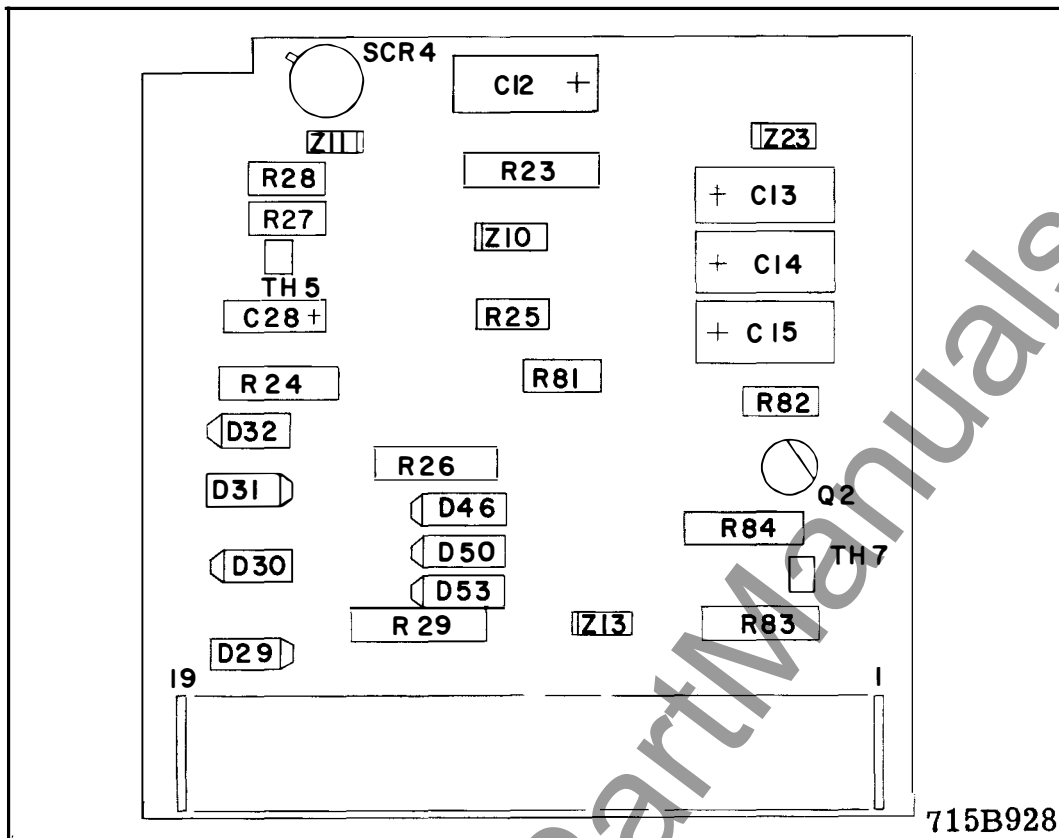 SCR4
C12 +
Z11
Z23
R28
R23
+ C13
R27
Z10
+ C14
TH5
C28+
R25
+ C15
R24
R81
R82
D32
R26
D31
Q2
D46
R84
D50
TH7
D30
D53
R29
Z13
R83
D29
19
1
715B928
artManuals